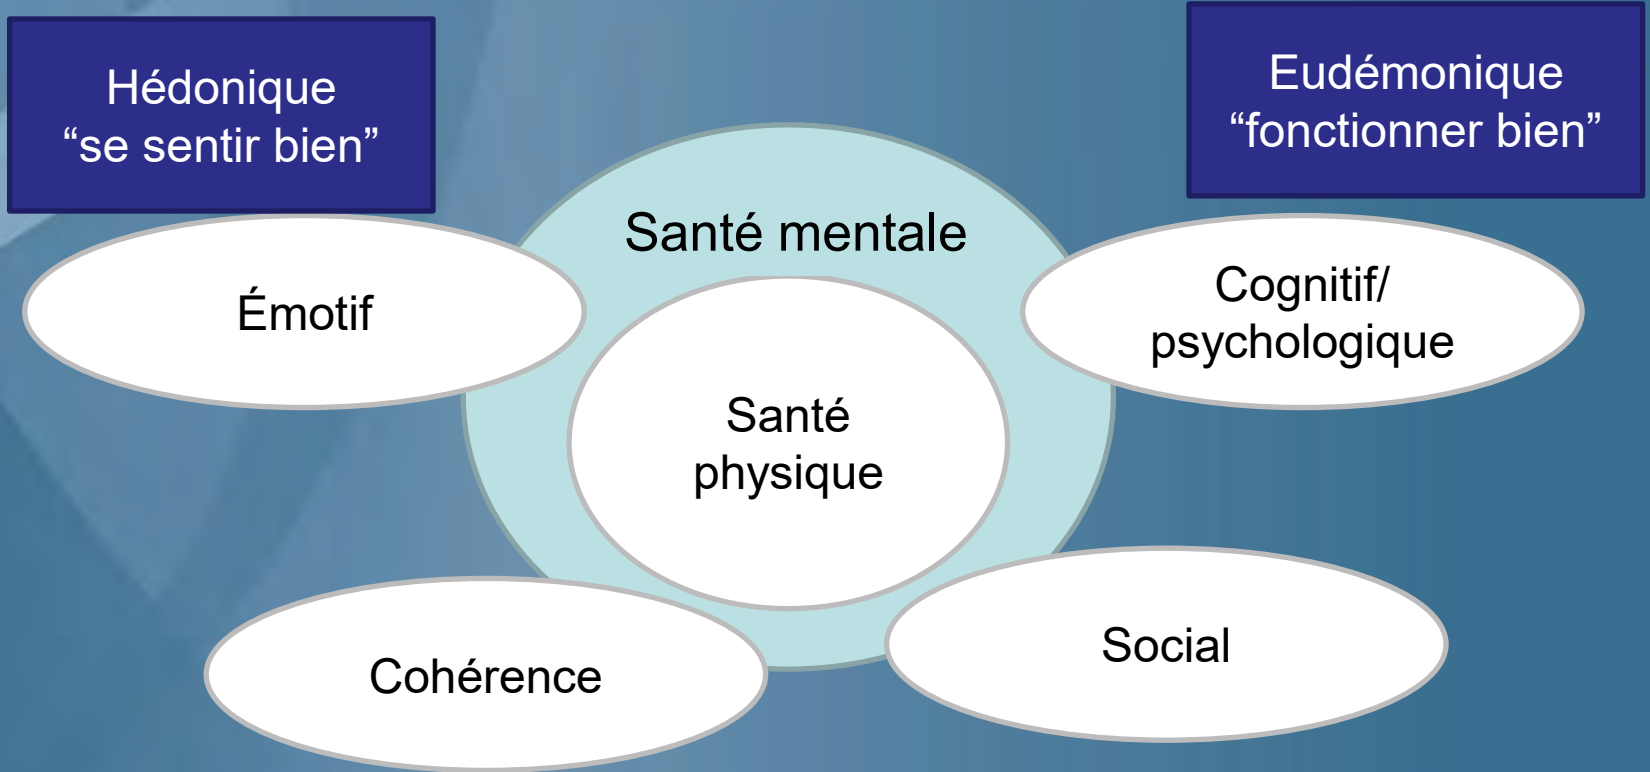 Hédonique
“se sentir bien”
Eudémonique
“fonctionner bien”
Santé mentale
Émotif
Cognitif/
psychologique
Santé
physique
Cohérence
Social